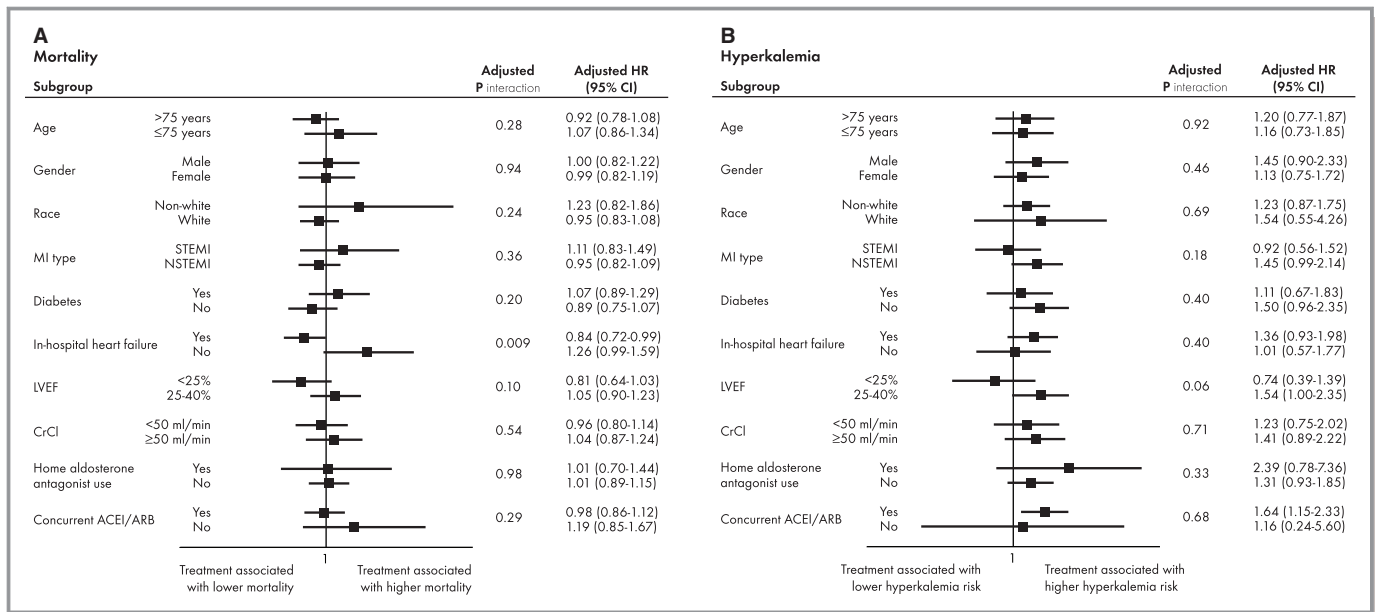 A
Mortality
Subgroup
Adjusted
P interaction
Adjusted HR
(95% CI)
Age
>75 years
≤75 years
0.28
0.92 (0.78-1.08)
1.07 (0.86-1.34)
Gender
Male
Female
0.94
1.00 (0.82-1.22)
0.99 (0.82-1.19)
Race
Non-white
White
0.24
1.23 (0.82-1.86)
0.95 (0.83-1.08)
MI type
STEMI
NSTEMI
0.36
1.11 (0.83-1.49)
0.95 (0.82-1.09)
Diabetes
Yes
No
0.20
1.07 (0.89-1.29)
0.89 (0.75-1.07)
In-hospital heart failure
Yes
No
0.009
0.84 (0.72-0.99)
1.26 (0.99-1.59)
LVEF
<25%
25-40%
0.10
0.81 (0.64-1.03)
1.05 (0.90-1.23)
CrCl
<50 ml/min
≥50 ml/min
0.54
0.96 (0.80-1.14)
1.04 (0.87-1.24)
Home aldosterone
antagonist use
Yes
No
0.98
1.01 (0.70-1.44)
1.01 (0.89-1.15)
Concurrent ACEI/ARB
Yes
No
0.29
0.98 (0.86-1.12)
1.19 (0.85-1.67)
1
Treatment associated
with lower mortality
Treatment associated
with higher mortality
B
Hyperkalemia
Subgroup
Adjusted
P interaction
Adjusted HR
(95% CI)
Age
>75 years
≤75 years
0.92
1.20 (0.77-1.87)
1.16 (0.73-1.85)
Gender
Male
Female
0.46
1.45 (0.90-2.33)
1.13 (0.75-1.72)
Race
Non-white
White
0.69
1.23 (0.87-1.75)
1.54 (0.55-4.26)
MI type
STEMI
NSTEMI
0.18
0.92 (0.56-1.52)
1.45 (0.99-2.14)
Diabetes
Yes
No
0.40
1.11 (0.67-1.83)
1.50 (0.96-2.35)
In-hospital heart failure
Yes
No
0.40
1.36 (0.93-1.98)
1.01 (0.57-1.77)
LVEF
<25%
25-40%
0.06
0.74 (0.39-1.39)
1.54 (1.00-2.35)
CrCl
<50 ml/min
≥50 ml/min
0.71
1.23 (0.75-2.02)
1.41 (0.89-2.22)
Home aldosterone
antagonist use
Yes
No
0.33
2.39 (0.78-7.36)
1.31 (0.93-1.85)
Concurrent ACEI/ARB
Yes
No
0.68
1.64 (1.15-2.33)
1.16 (0.24-5.60)
1
Treatment associated with
lower hyperkalemia risk
Treatment associated with
higher hyperkalemia risk